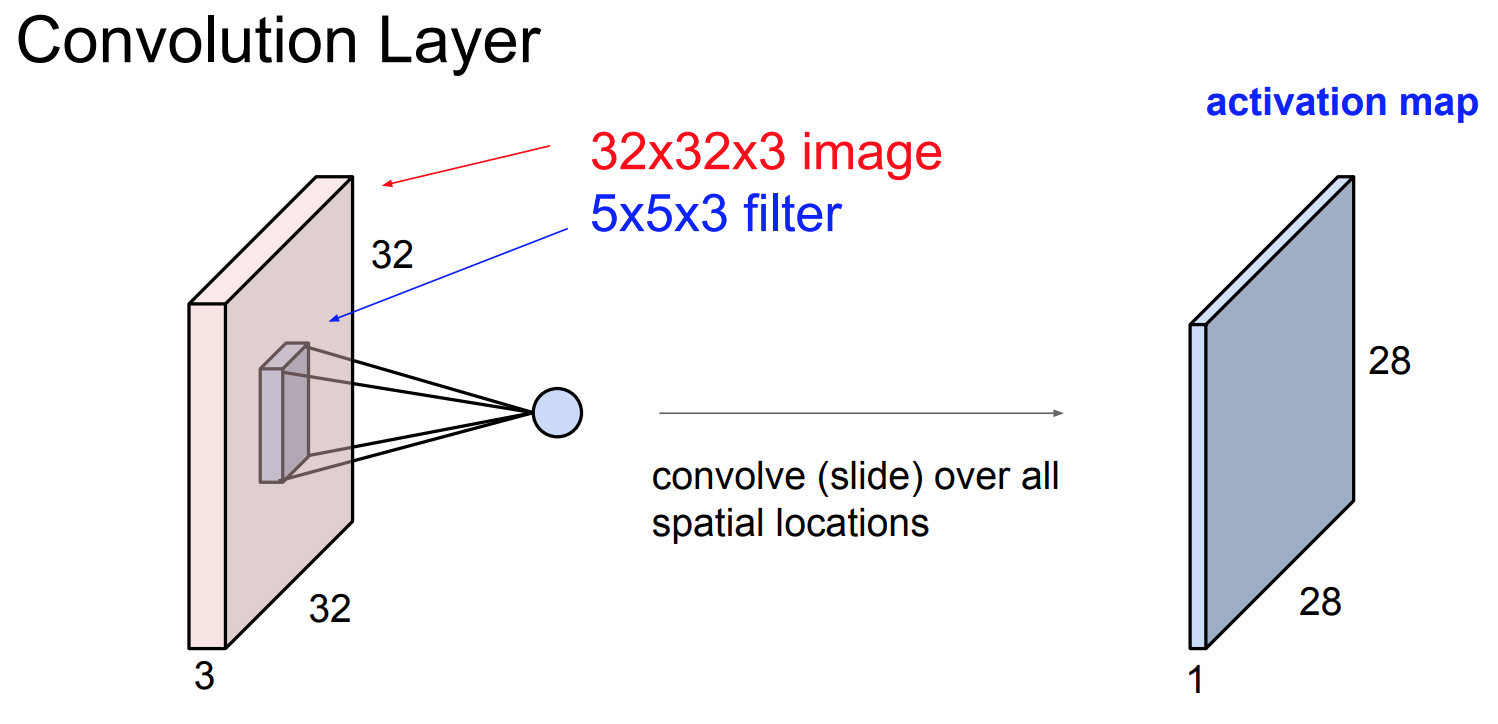 Convolution Layer
activation map
32x32x3 image
5x5x3 filter
32
32
3
convolve (slide) over all
spatial locations
28
28
1